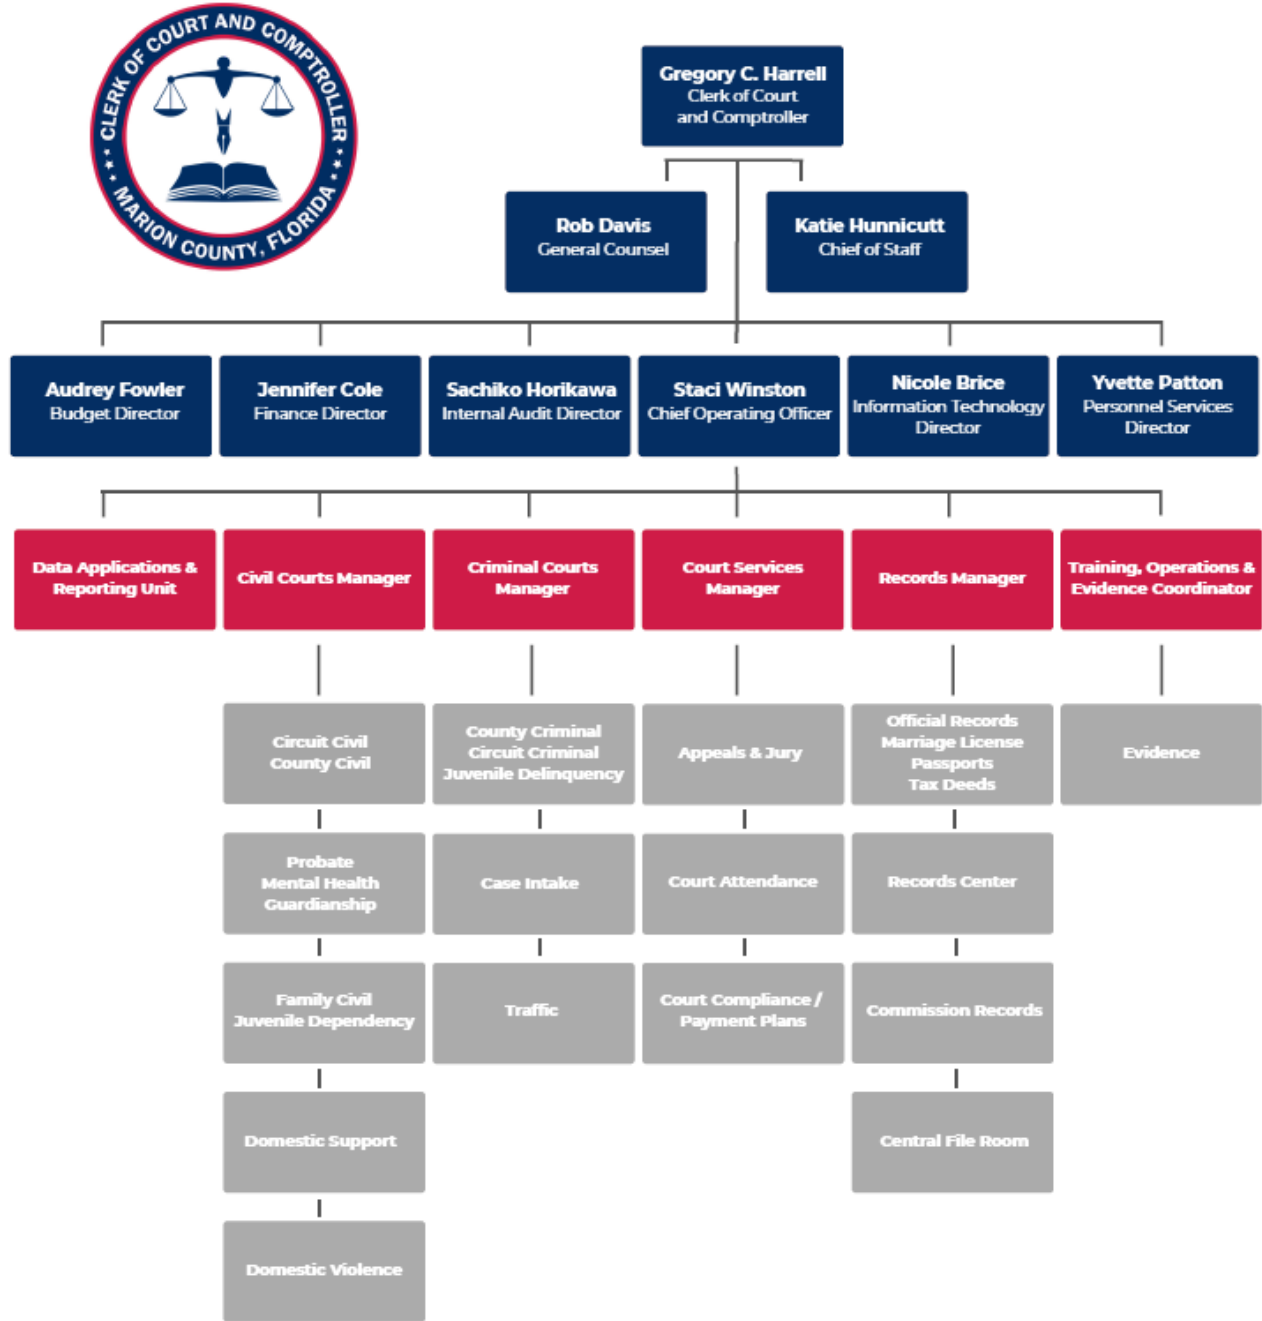 CLERK OF COURT AND COMPTROLLER
MARION COUNTY, FLORIDA
Gregory C. Harrell
Clerk of Court
and Comptroller
Rob Davis
General Counsel
Katie Hunnicutt
Chief of Staff
Audrey Fowler
Budget Director
Jennifer Cole
Finance Director
Sachiko Horikawa
Internal Audit Director
Staci Winston
Chief Operating Officer
Nicole Brice
Information Technology
Director
Yvette Patton
Personnel Services
Director
Data Applications &
Reporting Unit
Civil Courts Manager
Criminal Courts
Manager
Court Services
Manager
Records Manager
Training, Operations &
Evidence Coordinator
Circuit Civil
County Civil
County Criminal
Circuit Criminal
Juvenile Delinquency
Appeals & Jury
Official Records
Marriage License
Passports
Tax Deeds
Evidence
Probate
Mental Health
Guardianship
Case Intake
Court Attendance
Records Center
Family Civil
Juvenile Dependency
Traffic
Court Compliance /
Payment Plans
Commission Records
Domestic Support
Central File Room
Domestic Violence